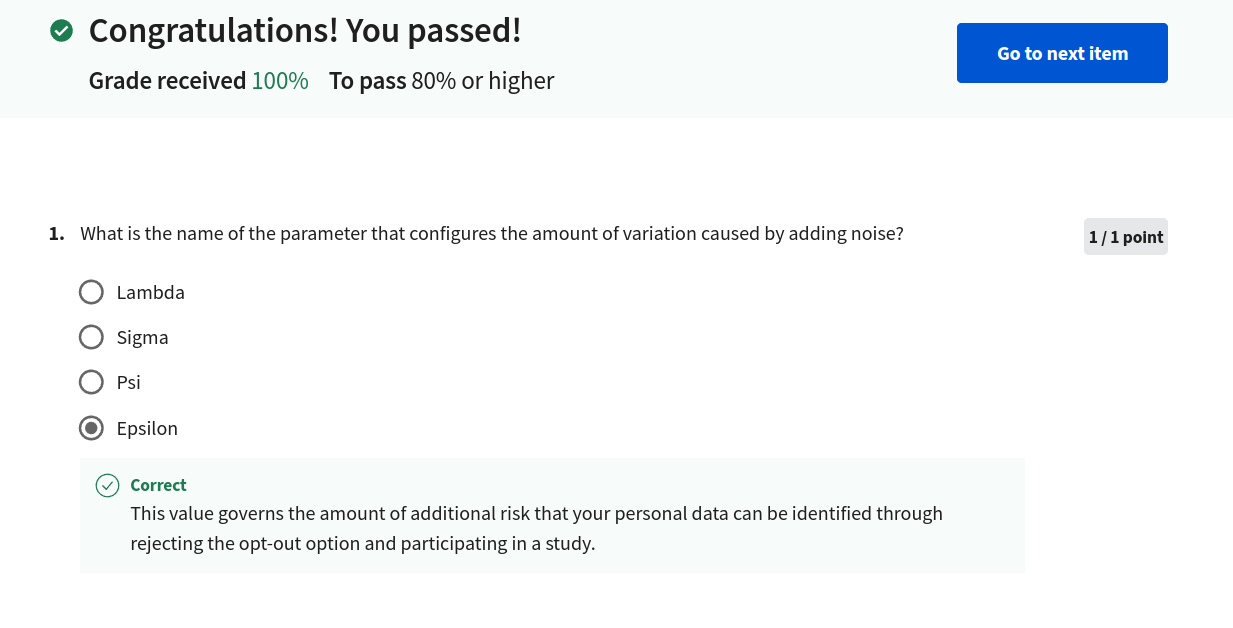 Congratulations! You passed!
Go to next item
Grade received 100% To pass 80% or higher
1. What is the name of the parameter that configures the amount of variation caused by adding noise?
1 / 1 point
Lambda
Sigma
Psi
Epsilon
Correct
This value governs the amount of additional risk that your personal data can be identified through
rejecting the opt-out option and participating in a study.